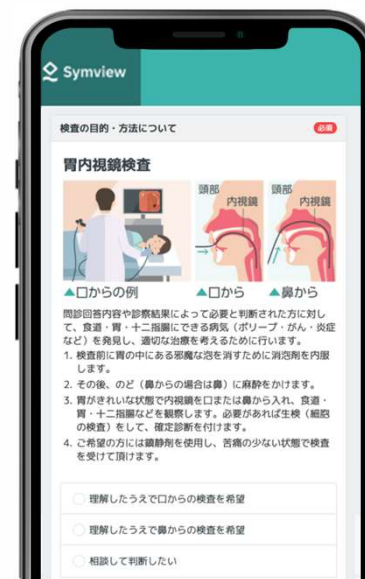 Symview
検査の目的・方法について
必須
胃内視鏡検査
頭部
内視鏡
頭部
内視鏡
▲口からの例
▲口から
▲鼻から
問診回答内容や診察結果によって必要と判断された方に対し
て、食道・胃・十二指腸にできる病気（ポリープ・がん・炎症
など）を発見し、適切な治療を考えるために行います。
1. 検査前に胃の中にある邪魔な泡を消すために消泡剤を内服
します。
2. その後、のど（鼻からの場合は鼻）に麻酔をかけます。
3. 胃がきれいな状態で内視鏡を口または鼻から入れ、食道・
胃・十二指腸などを観察します。必要があれば生検（細胞
の検査）をして、確定診断を付けます。
4. ご希望の方には鎮静剤を使用し、苦痛の少ない状態で検査
を受けて頂けます。
理解したうえで口からの検査を希望
理解したうえで鼻からの検査を希望
相談して判断したい